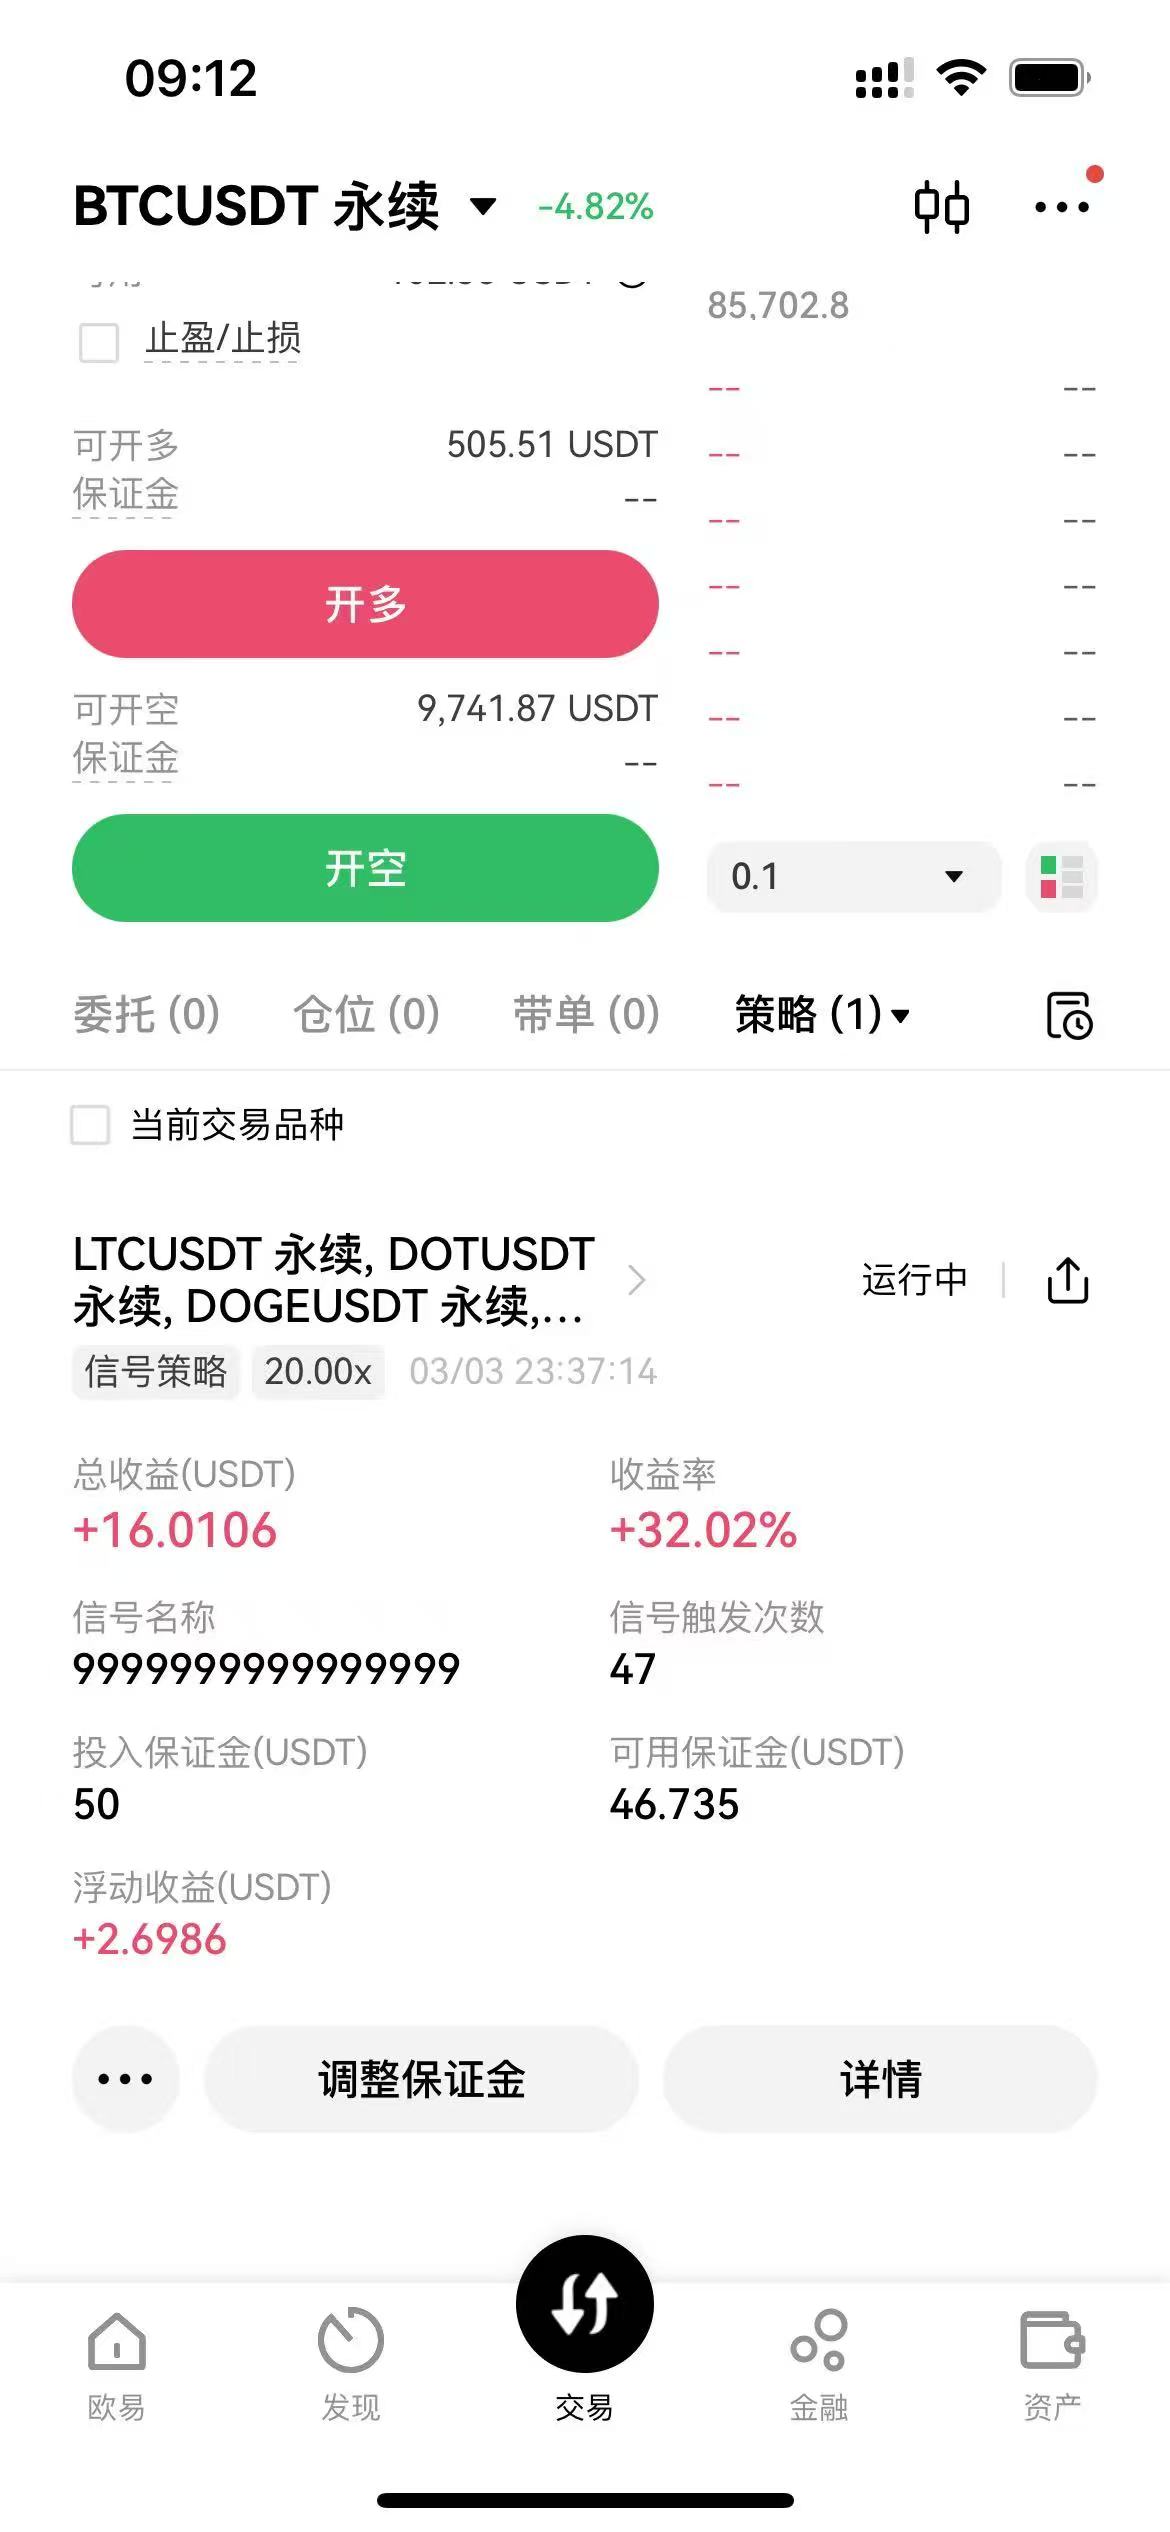 09:12
BTCUSDT 永续 -4.82%
85,702.8
止盈/止损
-- --
可开多 505.51 USDT
-- --
保证金 --
-- --
开多
-- --
-- --
可开空 9,741.87 USDT
-- --
保证金 --
-- --
开空
0.1
委托 (0) 仓位 (0) 带单 (0) 策略 (1)
当前交易品种
LTCUSDT 永续, DOTUSDT
永续, DOGEUSDT 永续,...
运行中
信号策略 20.00x 03/03 23:37:14
总收益(USDT) 收益率
+16.0106 +32.02%
信号名称 信号触发次数
9999999999999999 47
投入保证金(USDT) 可用保证金(USDT)
50 46.735
浮动收益(USDT)
+2.6986
调整保证金 详情
欧易 发现 交易 金融 资产